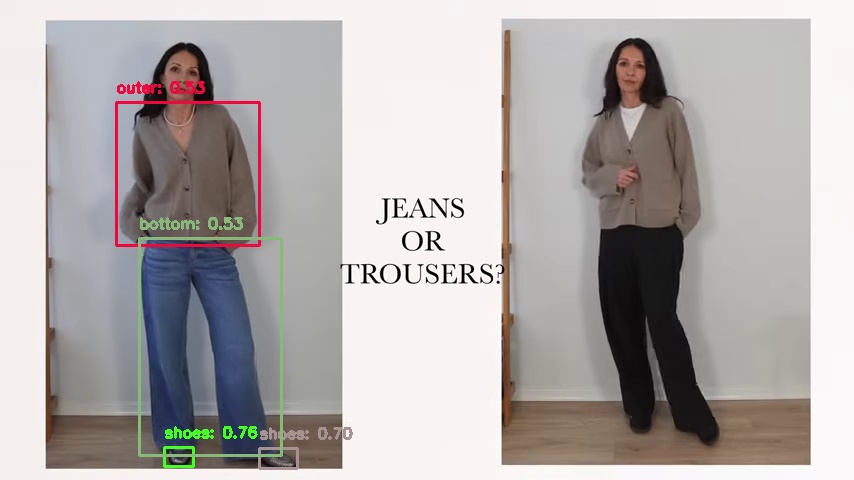 outer: 0.53
bottom: 0.53
JEANS
OR
TROUSERS?
shoes: 0.76
shoes: 0.70